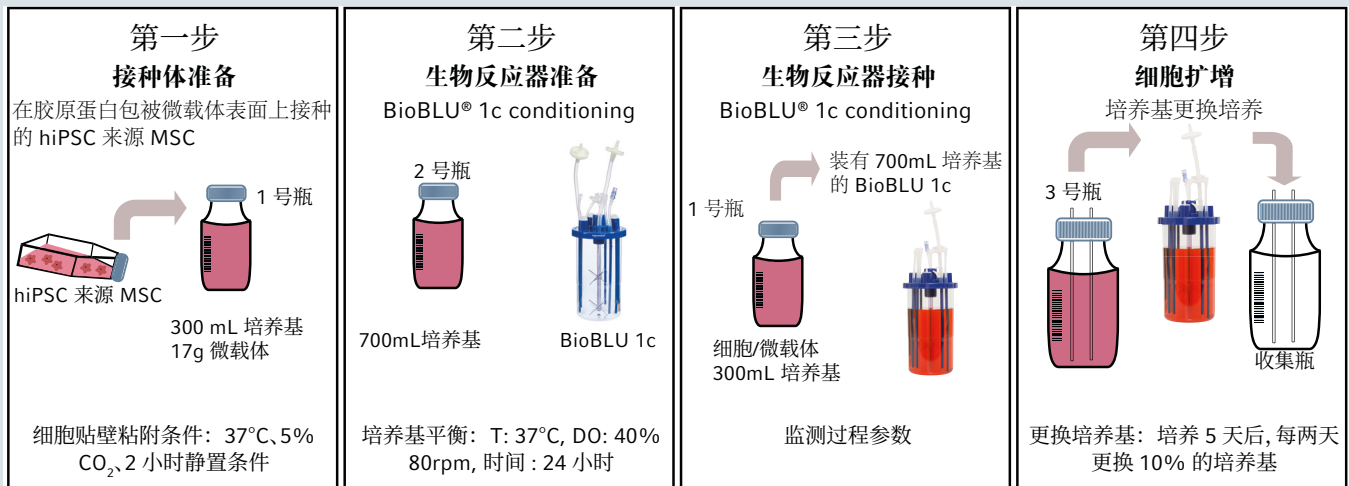 第一步
接种体准备
在胶原蛋白包被微载体表面上接种
的 hiPSC 来源 MSC
1 号瓶
hiPSC 来源 MSC
300 mL 培养基
17g 微载体
细胞贴壁粘附条件：37°C、5%
CO₂、2 小时静置条件
第二步
生物反应器准备
BioBLU® 1c conditioning
2 号瓶
700mL培养基
BioBLU 1c
培养基平衡：T: 37°C, DO: 40%
80rpm, 时间 : 24 小时
第三步
生物反应器接种
BioBLU® 1c conditioning
装有 700mL 培养基
的 BioBLU 1c
1 号瓶
细胞/微载体
300mL 培养基
监测过程参数
第四步
细胞扩增
培养基更换培养
3 号瓶
收集瓶
更换培养基：培养 5 天后, 每两天
更换 10% 的培养基